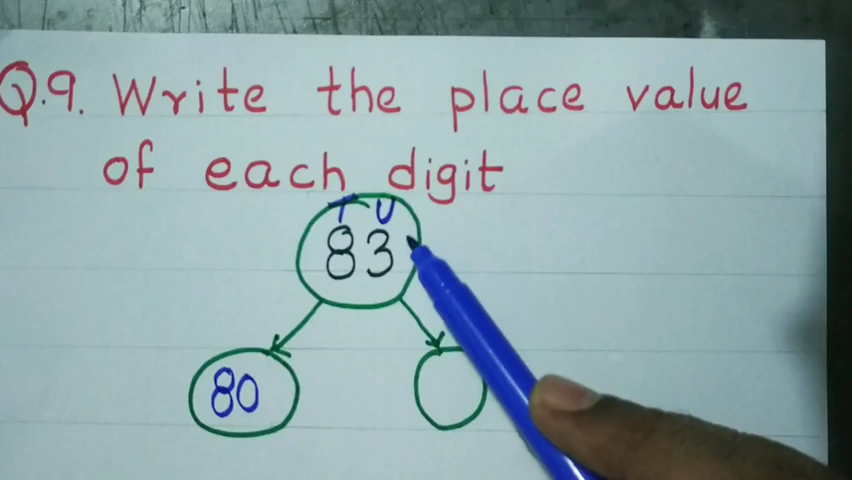 Q.9. Write the place value
of each digit
T U
83
80